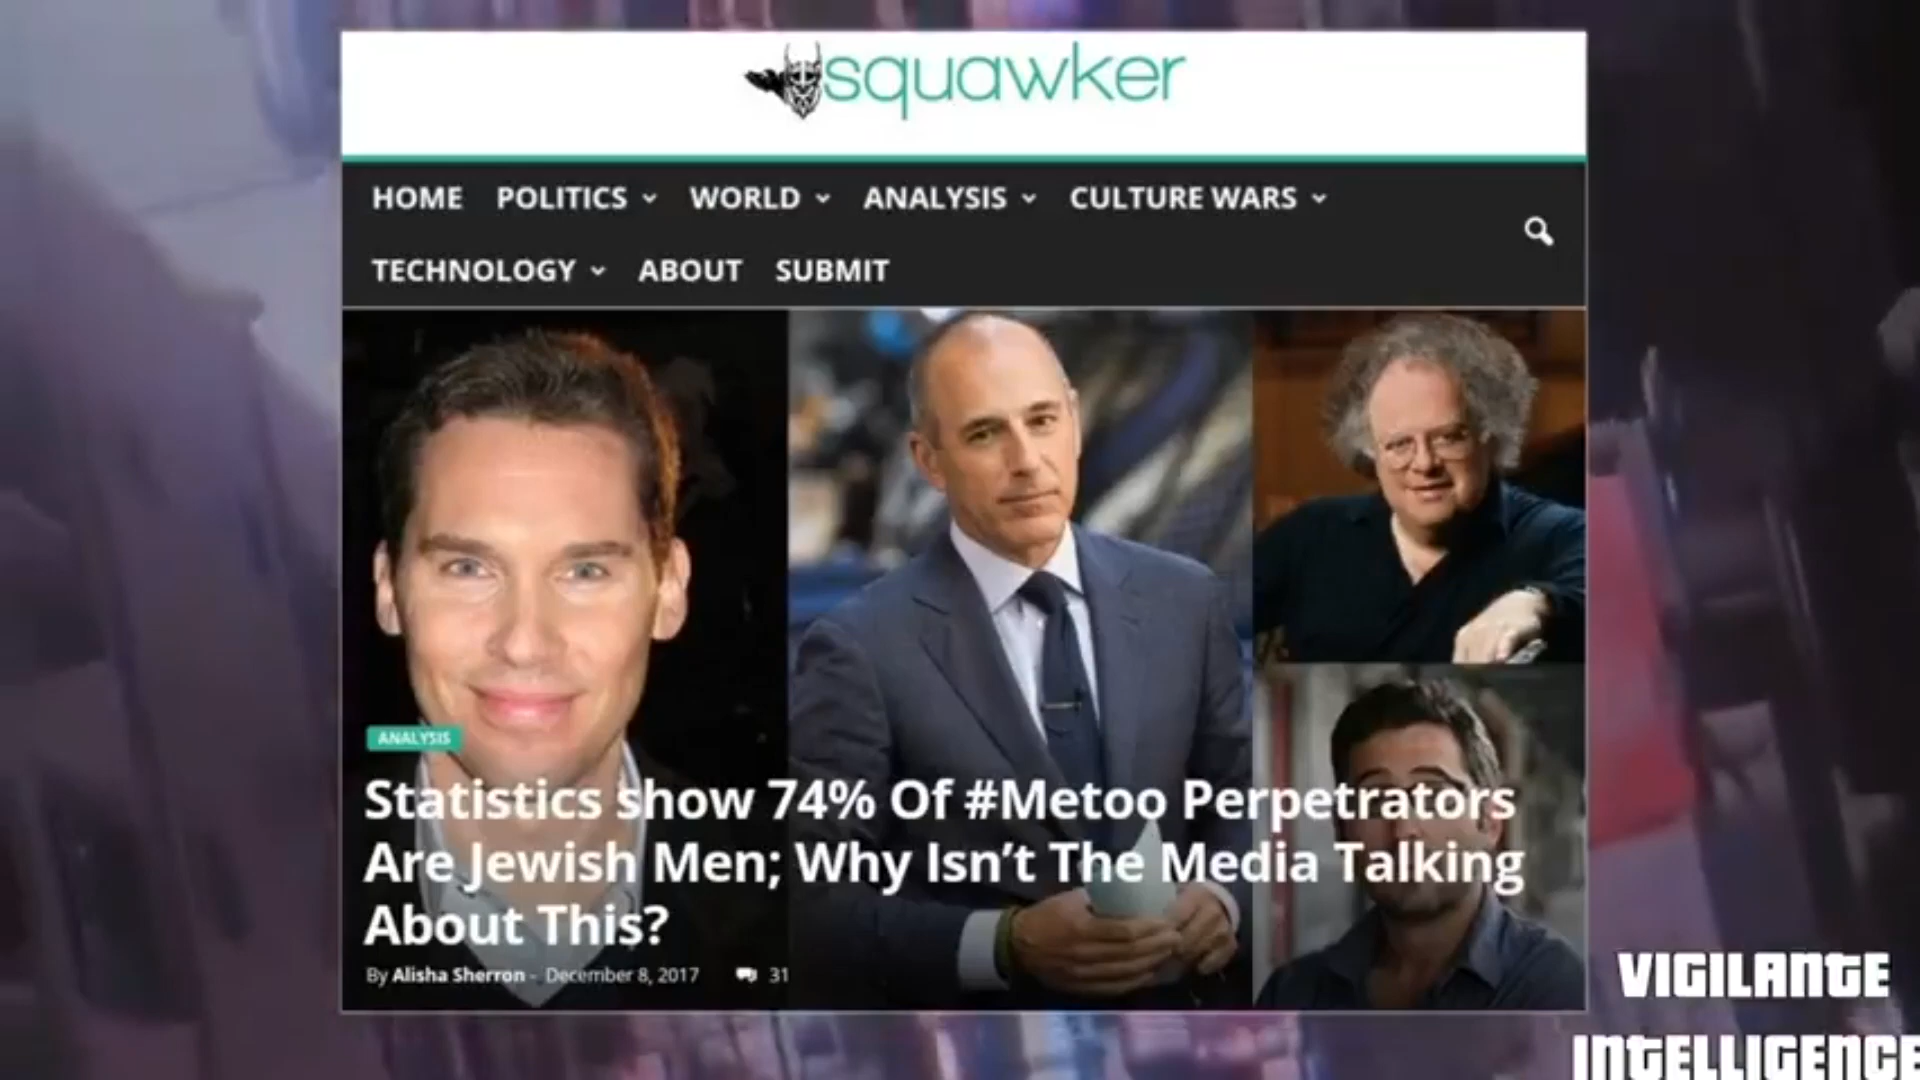 squawker
HOME POLITICS WORLD ANALYSIS CULTURE WARS
TECHNOLOGY ABOUT SUBMIT
ANALYSIS
Statistics show 74% Of #Metoo Perpetrators
Are Jewish Men; Why Isn't The Media Talking
About This?
By Alisha Sherron - December 8, 2017 31
VIGILANTE
INTELLIGENCE